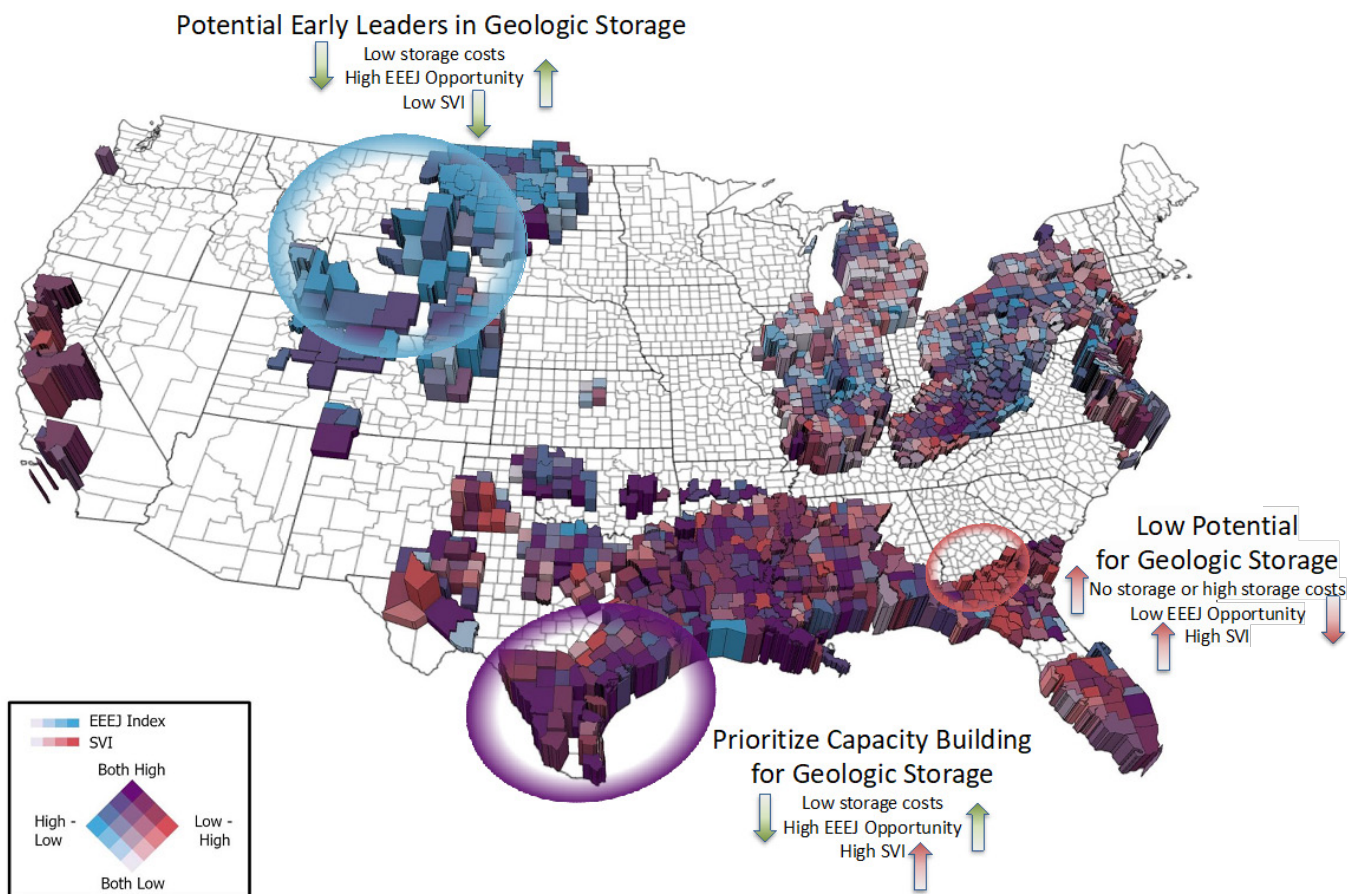 Potential Early Leaders in Geologic Storage
Low storage costs
High EEEJ Opportunity
Low SVI
Low Potential
for Geologic Storage
No storage or high storage costs
Low EEEJ Opportunity
High SVI
Prioritize Capacity Building
for Geologic Storage
Low storage costs
High EEEJ Opportunity
High SVI
EEEJ Index
SVI
Both High
High -
Low
Low -
High
Both Low